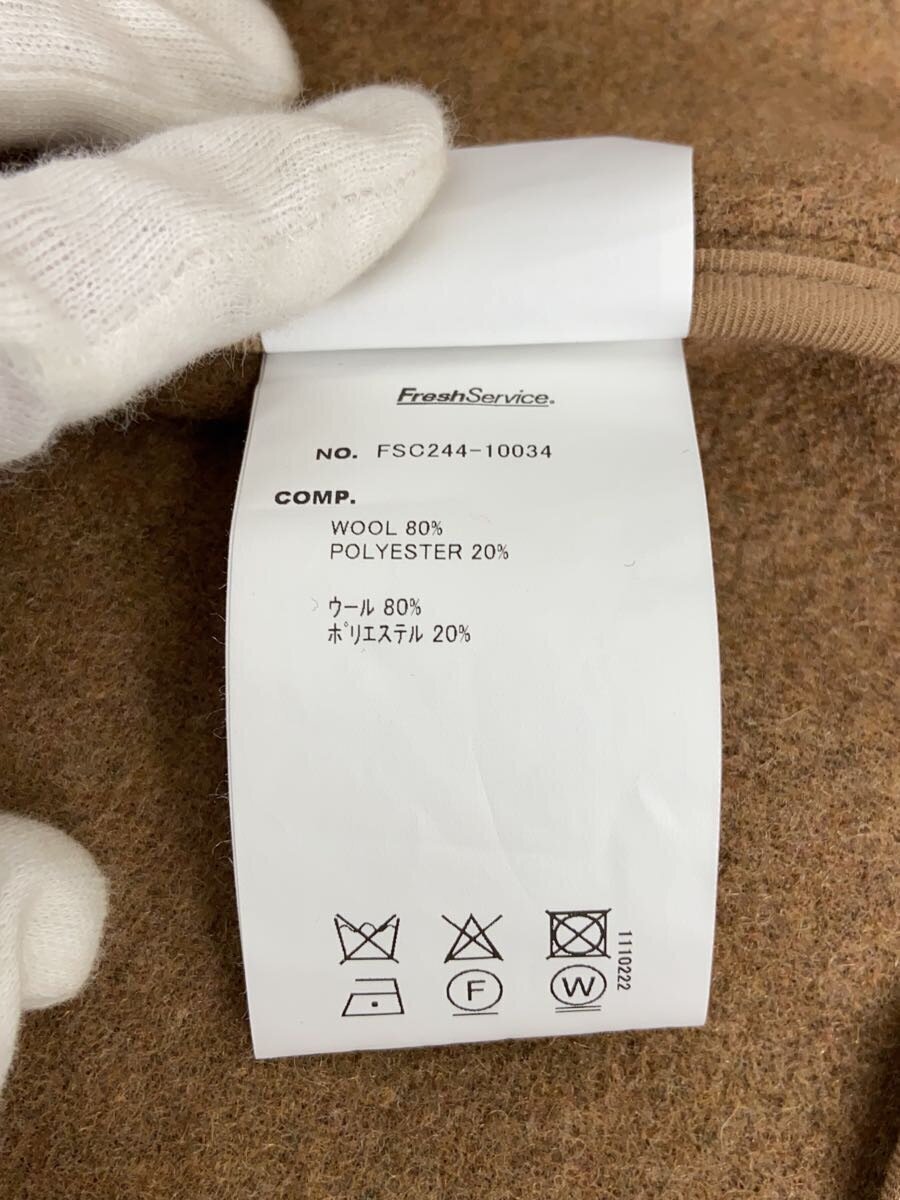 FreshService®
NO. FSC244-10034
COMP.
WOOL 80%
POLYESTER 20%
ウール 80%
ポリエステル 20%
1110222
F
W